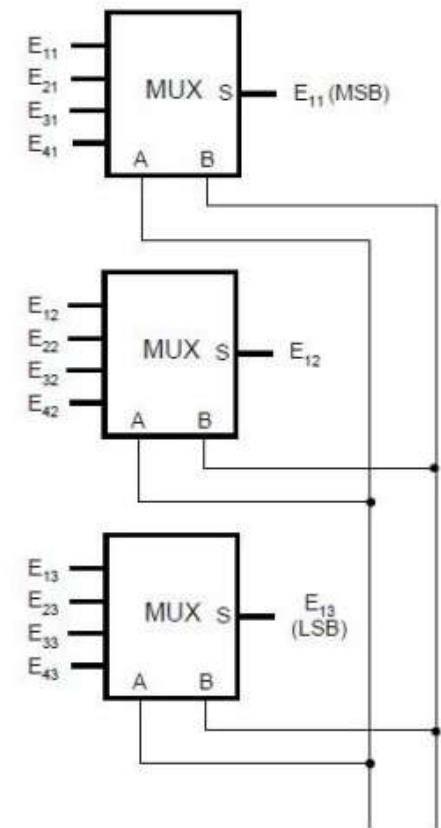 E₁₁
E₂₁
E₃₁
E₄₁
MUX S
A B
E₁₁ (MSB)
E₁₂
E₂₂
E₃₂
E₄₂
MUX S
A B
E₁₂
E₁₃
E₂₃
E₃₃
E₄₃
MUX S
A B
E₁₃
(LSB)